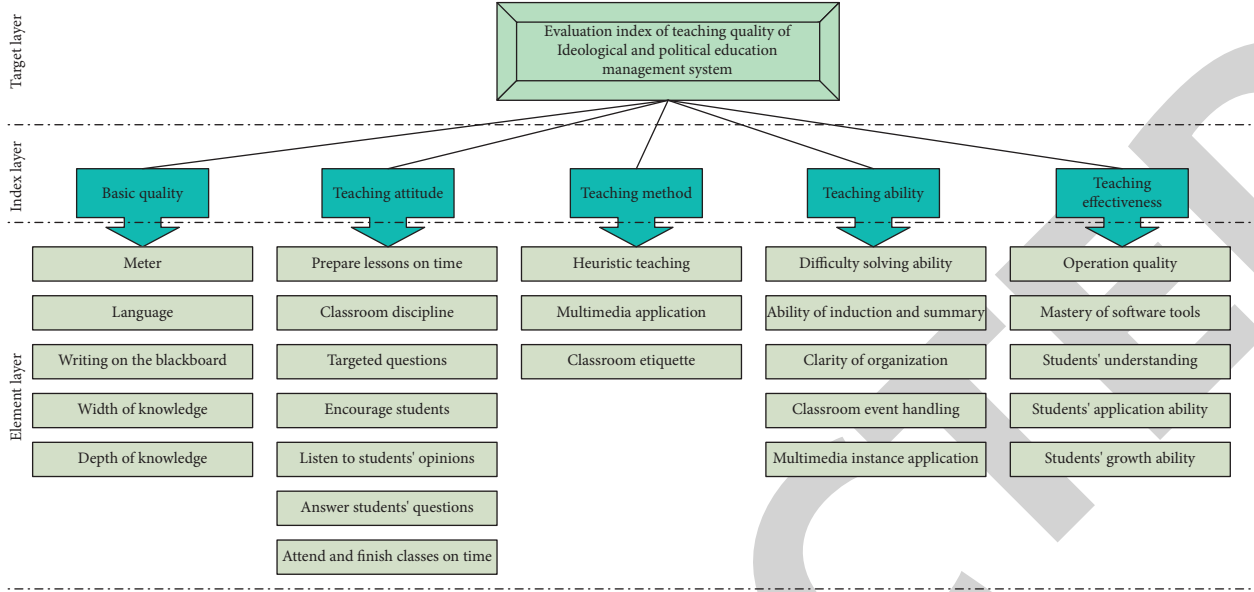 Target layer
Evaluation index of teaching quality of
Ideological and political education
management system
Index layer
Basic quality
Teaching attitude
Teaching method
Teaching ability
Teaching
effectiveness
Element layer
Meter
Language
Writing on the blackboard
Width of knowledge
Depth of knowledge
Prepare lessons on time
Classroom discipline
Targeted questions
Encourage students
Listen to students' opinions
Answer students' questions
Attend and finish classes on time
Heuristic teaching
Multimedia application
Classroom etiquette
Difficulty solving ability
Ability of induction and summary
Clarity of organization
Classroom event handling
Multimedia instance application
Operation quality
Mastery of software tools
Students' understanding
Students' application ability
Students' growth ability